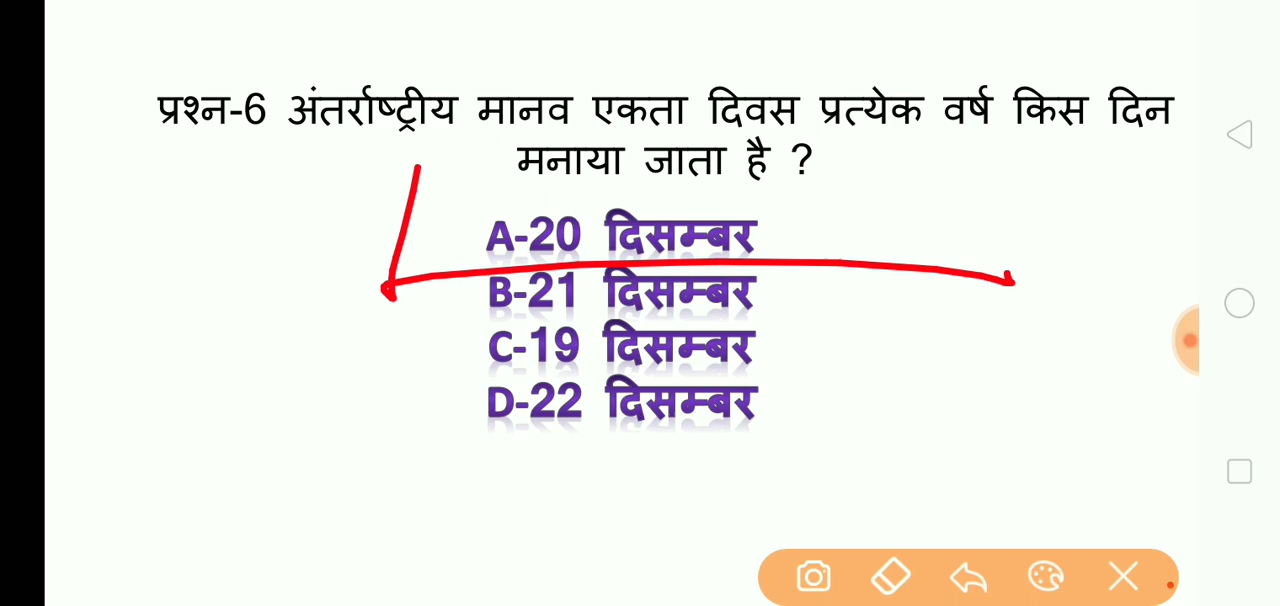 प्रश्न-6 अंतर्राष्ट्रीय मानव एकता दिवस प्रत्येक वर्ष किस दिन
मनाया जाता है ?
A-20 दिसम्बर
B-21 दिसम्बर
C-19 दिसम्बर
D-22 दिसम्बर